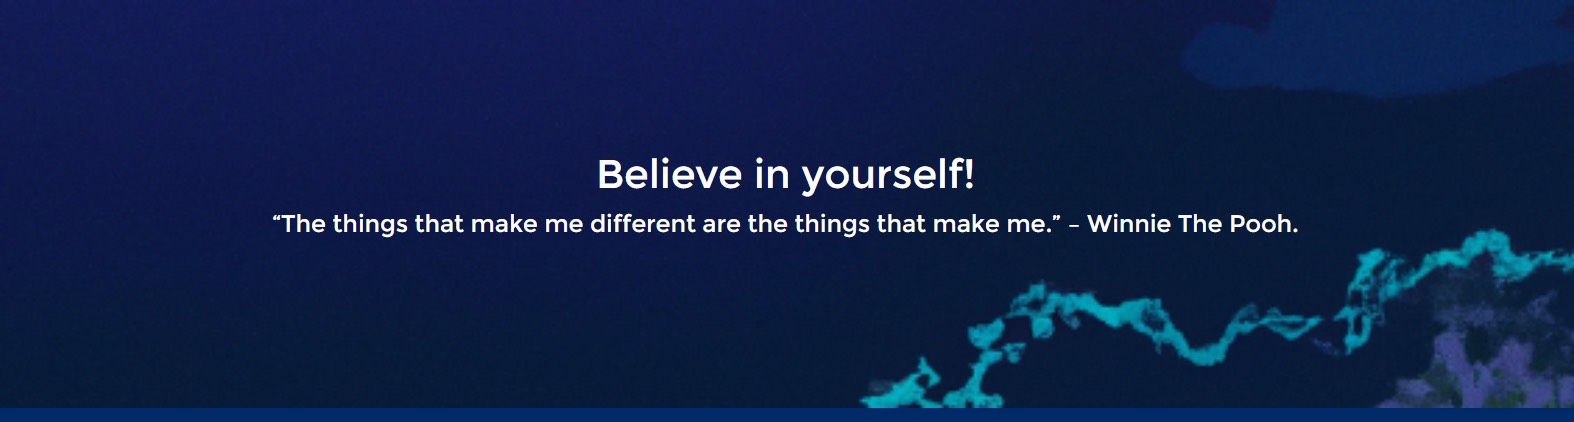 Believe in yourself!
“The things that make me different are the things that make me.” – Winnie The Pooh.